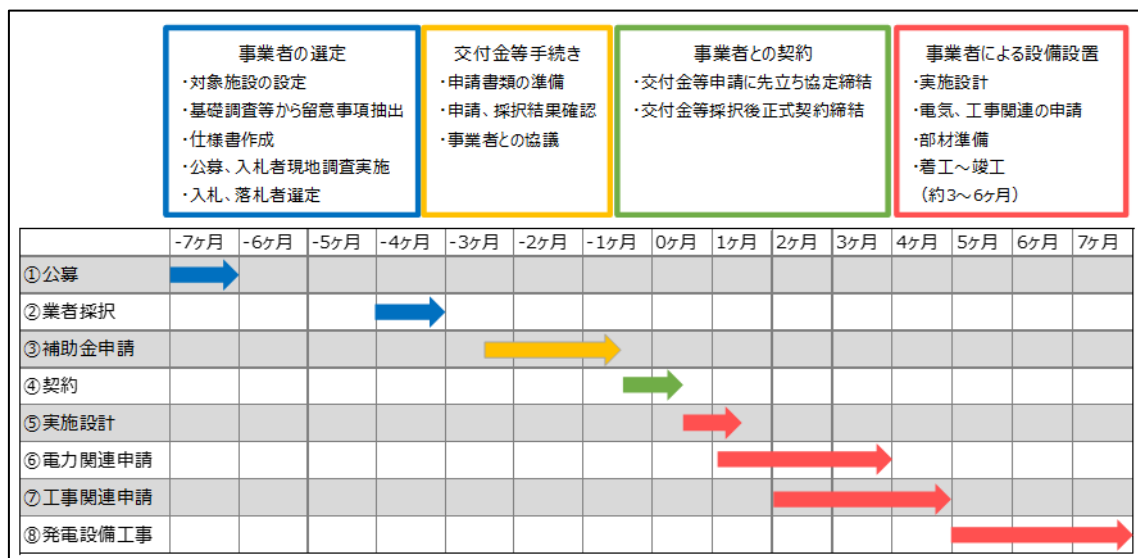 事業者の選定
・対象施設の設定
・基礎調査等から留意事項抽出
・仕様書作成
・公募、入札者現地調査実施
・入札、落札者選定
交付金等手続き
・申請書類の準備
・申請、採択結果確認
・事業者との協議
事業者との契約
・交付金等申請に先立ち協定締結
・交付金等採択後正式契約締結
事業者による設備設置
・実施設計
・電気、工事関連の申請
・部材準備
・着工～竣工
（約3～6ヶ月）
-7ヶ月 -6ヶ月 -5ヶ月 -4ヶ月 -3ヶ月 -2ヶ月 -1ヶ月 0ヶ月 1ヶ月 2ヶ月 3ヶ月 4ヶ月 5ヶ月 6ヶ月 7ヶ月
①公募
②業者採択
③補助金申請
④契約
⑤実施設計
⑥電力関連申請
⑦工事関連申請
⑧発電設備工事